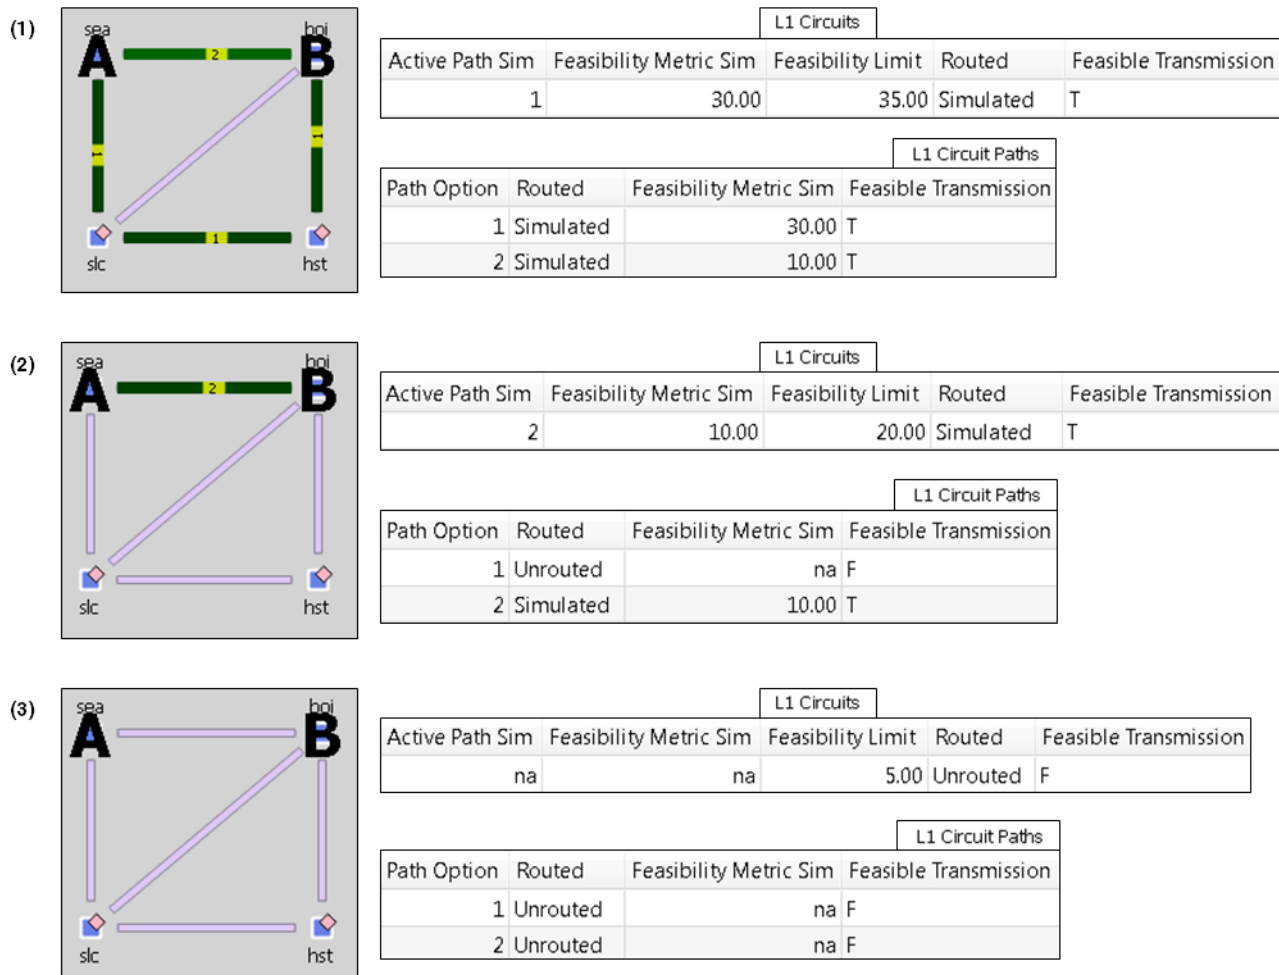 (1)
sea
boi
A
2
B
1
1
1
slc
hst
L1 Circuits
Active Path Sim Feasibility Metric Sim Feasibility Limit Routed Feasible Transmission
1 30.00 35.00 Simulated T
L1 Circuit Paths
Path Option Routed Feasibility Metric Sim Feasible Transmission
1 Simulated 30.00 T
2 Simulated 10.00 T
(2)
sea
boi
A
2
B
slc
hst
L1 Circuits
Active Path Sim Feasibility Metric Sim Feasibility Limit Routed Feasible Transmission
2 10.00 20.00 Simulated T
L1 Circuit Paths
Path Option Routed Feasibility Metric Sim Feasible Transmission
1 Unrouted na F
2 Simulated 10.00 T
(3)
sea
boi
A
B
slc
hst
L1 Circuits
Active Path Sim Feasibility Metric Sim Feasibility Limit Routed Feasible Transmission
na na 5.00 Unrouted F
L1 Circuit Paths
Path Option Routed Feasibility Metric Sim Feasible Transmission
1 Unrouted na F
2 Unrouted na F